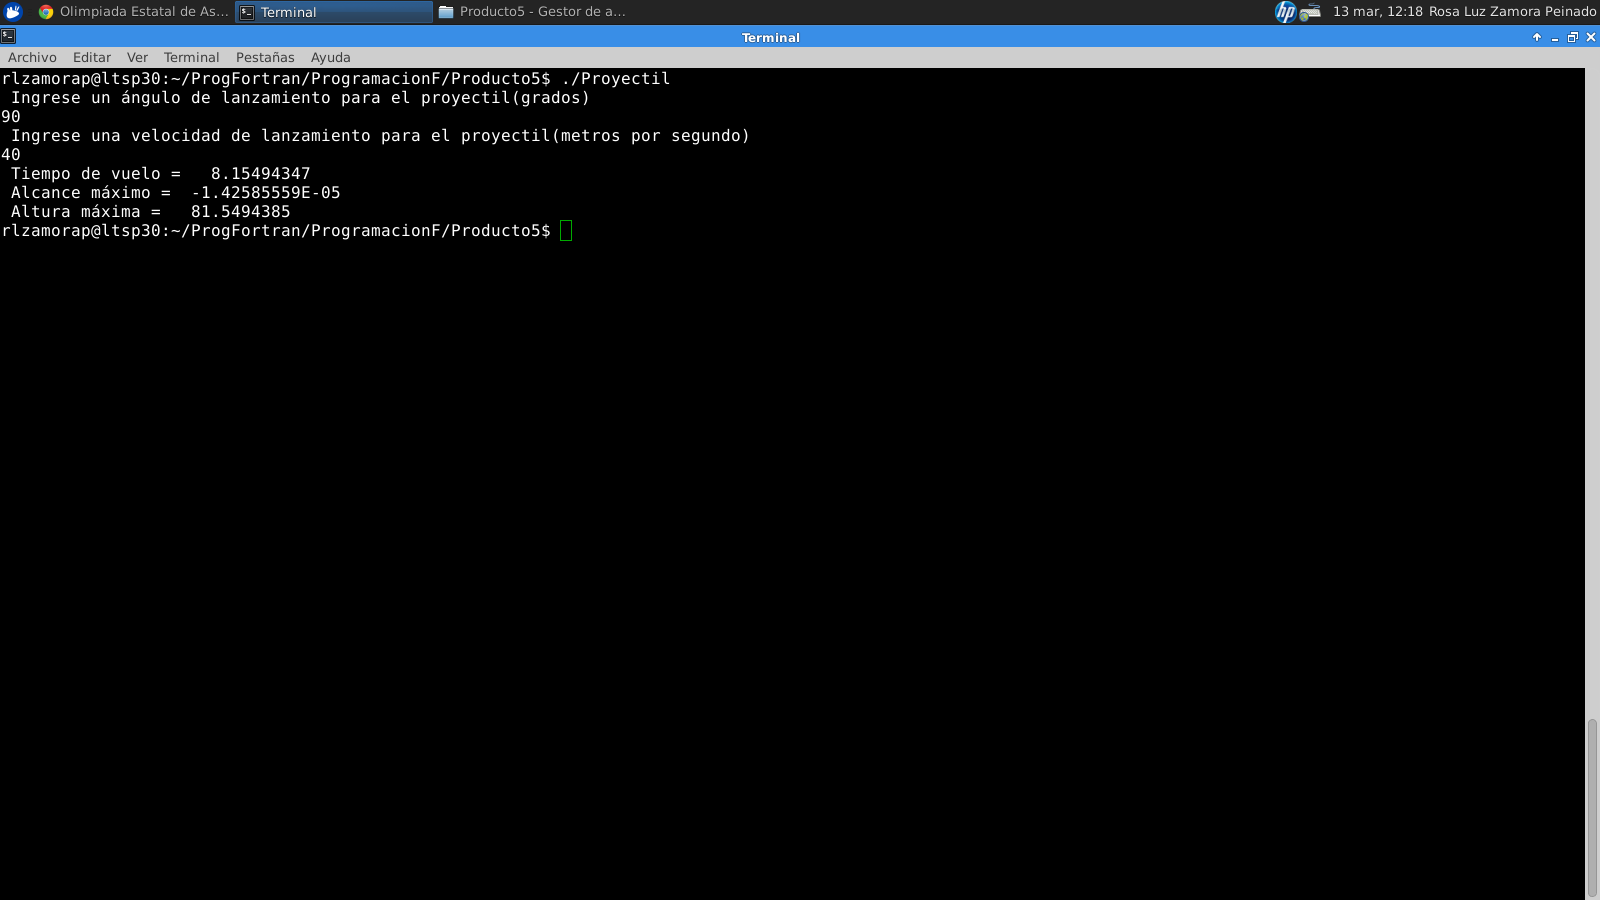 Olimpiada Estatal de As...
Terminal
Producto5 - Gestor de a...
hp
13 mar, 12:18
Rosa Luz Zamora Peinado
Terminal
Archivo Editar Ver Terminal Pestañas Ayuda
rlzamorap@ltsp30:~/ProgFortran/ProgramacionF/Producto5$ ./Proyectil
Ingrese un ángulo de lanzamiento para el proyectil(grados)
90
Ingrese una velocidad de lanzamiento para el proyectil(metros por segundo)
40
Tiempo de vuelo =   8.15494347
Alcance máximo =  -1.42585559E-05
Altura máxima =   81.5494385
rlzamorap@ltsp30:~/ProgFortran/ProgramacionF/Producto5$